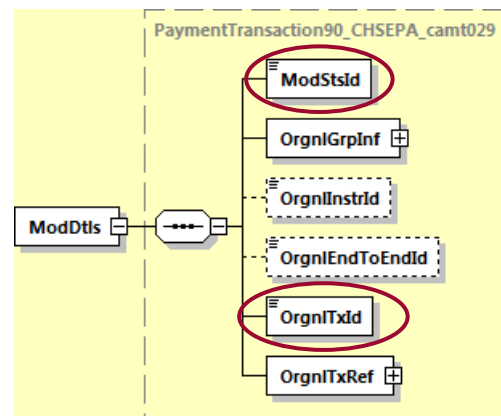 PaymentTransaction90_CHSEPA_camt029
ModStsId
OrgnlGrpInf
OrgnlInstrId
ModDtls
OrgnlEndToEndId
OrgnlTxId
OrgnlTxRef